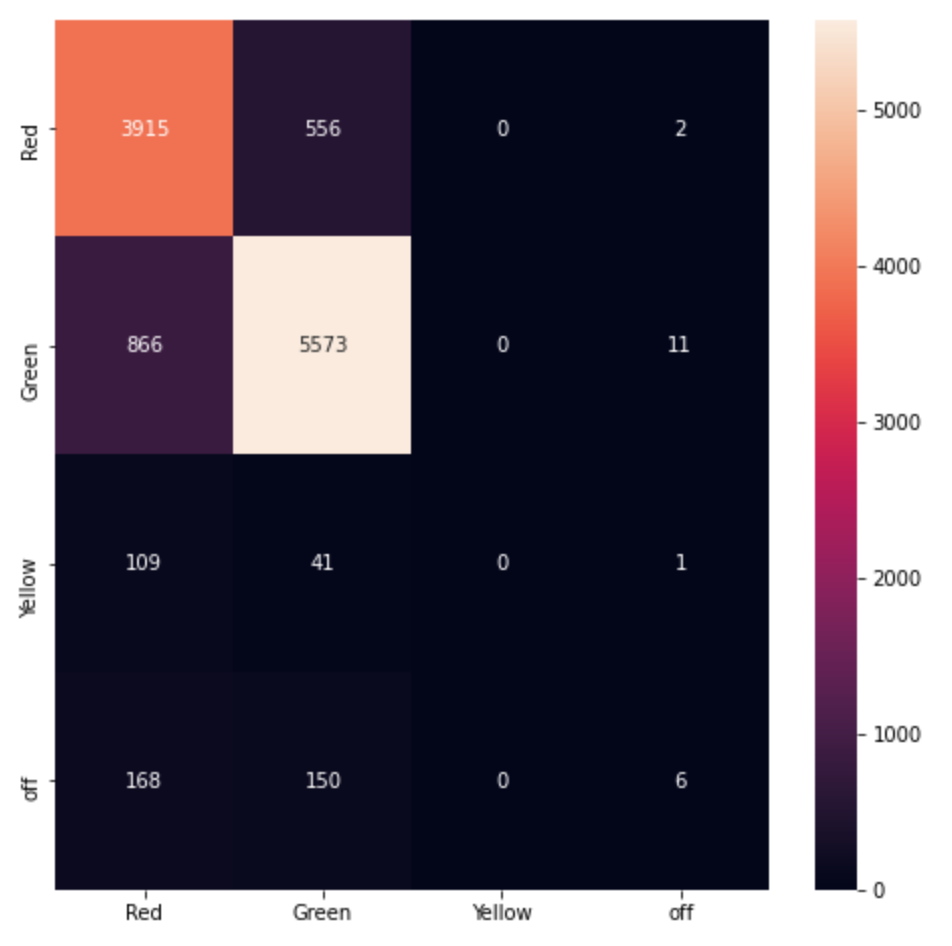 Red 3915 556 0 2
Green 866 5573 0 11
Yellow 109 41 0 1
off 168 150 0 6
Red Green Yellow off
5000
4000
3000
2000
1000
0